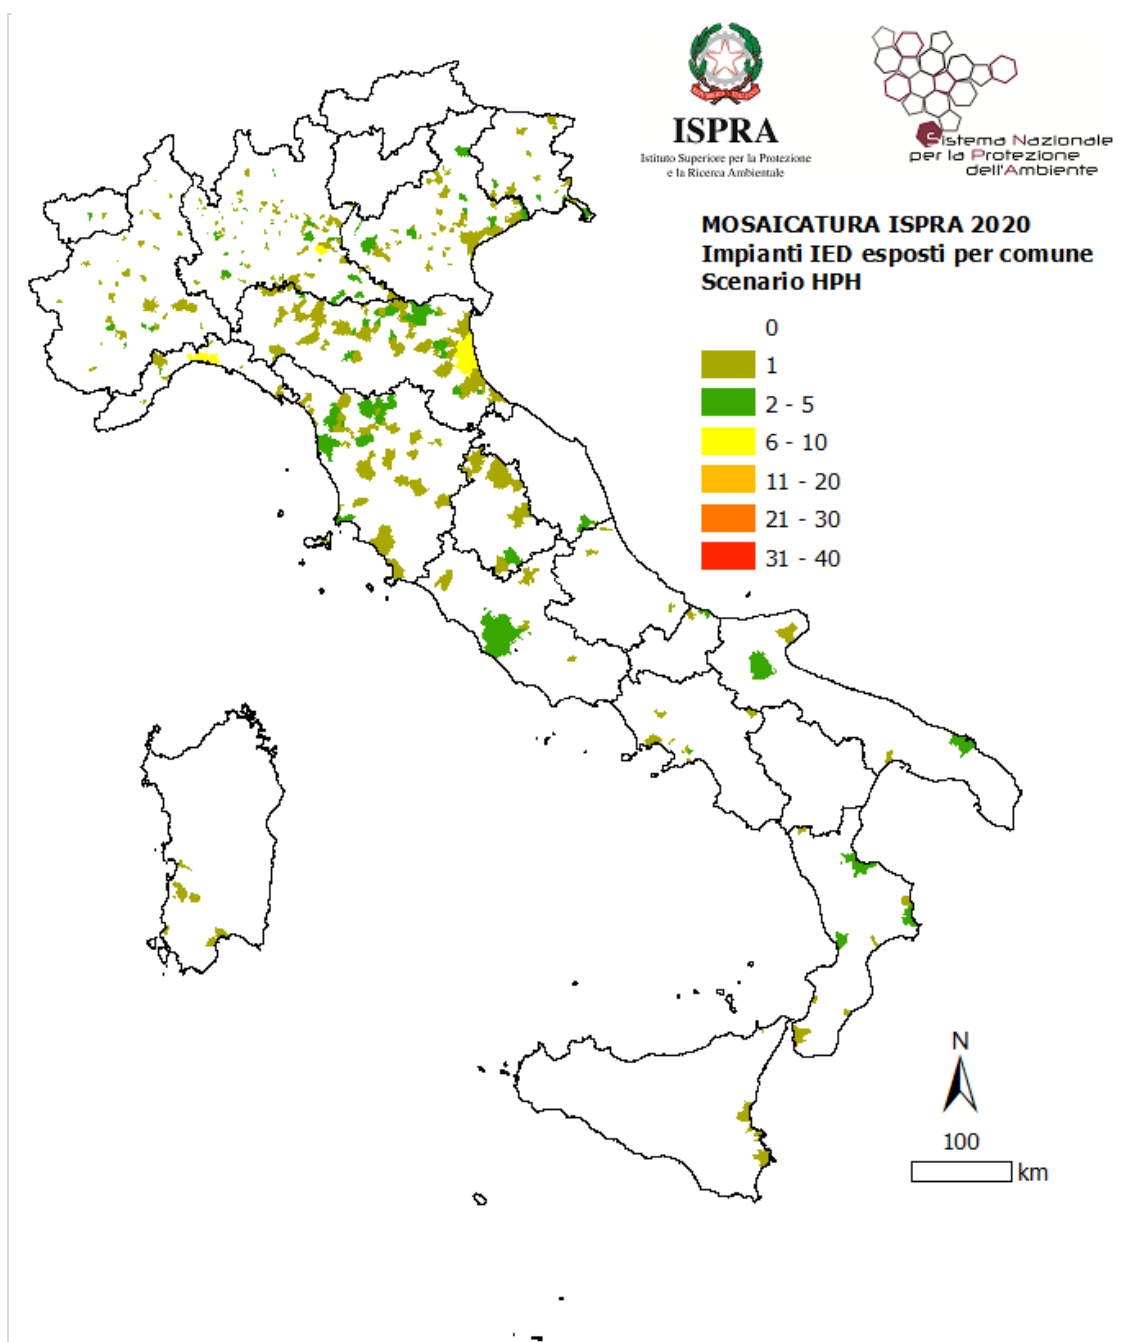 ISPRA
Istituto Superiore per la Protezione
e la Ricerca Ambientale
Sistema Nazionale
per la Protezione
dell'Ambiente
MOSAICATURA ISPRA 2020
Impianti IED esposti per comune
Scenario HPH
0
1
2 - 5
6 - 10
11 - 20
21 - 30
31 - 40
N
100
km